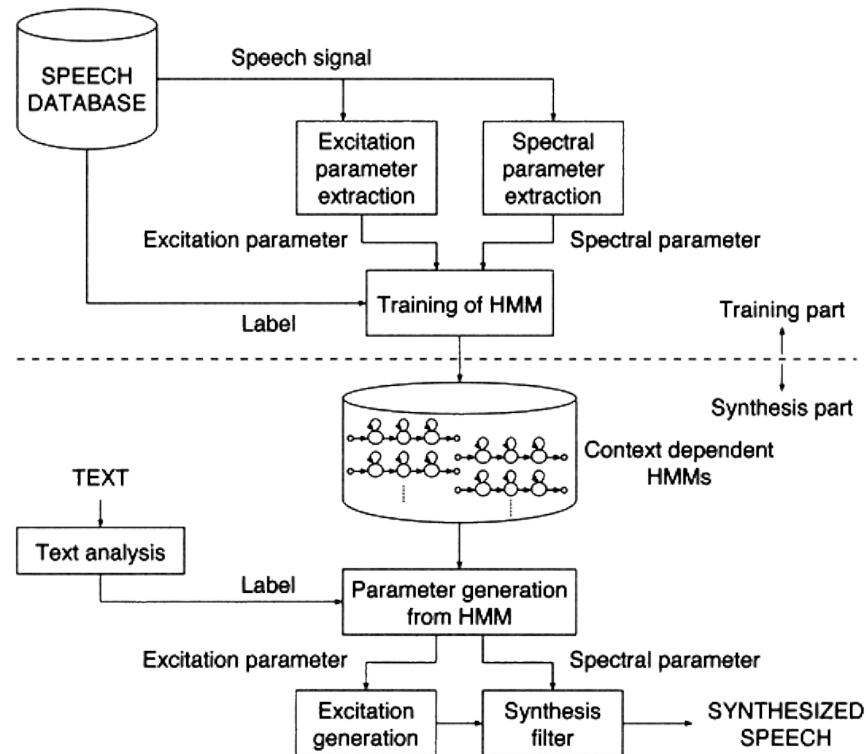 SPEECH
DATABASE
Speech signal
Excitation
parameter
extraction
Spectral
parameter
extraction
Excitation parameter
Spectral parameter
Training of HMM
Label
Training part
Synthesis part
Context dependent
HMMs
TEXT
Text analysis
Label
Parameter generation
from HMM
Excitation parameter
Spectral parameter
Excitation
generation
Synthesis
filter
SYNTHESIZED
SPEECH